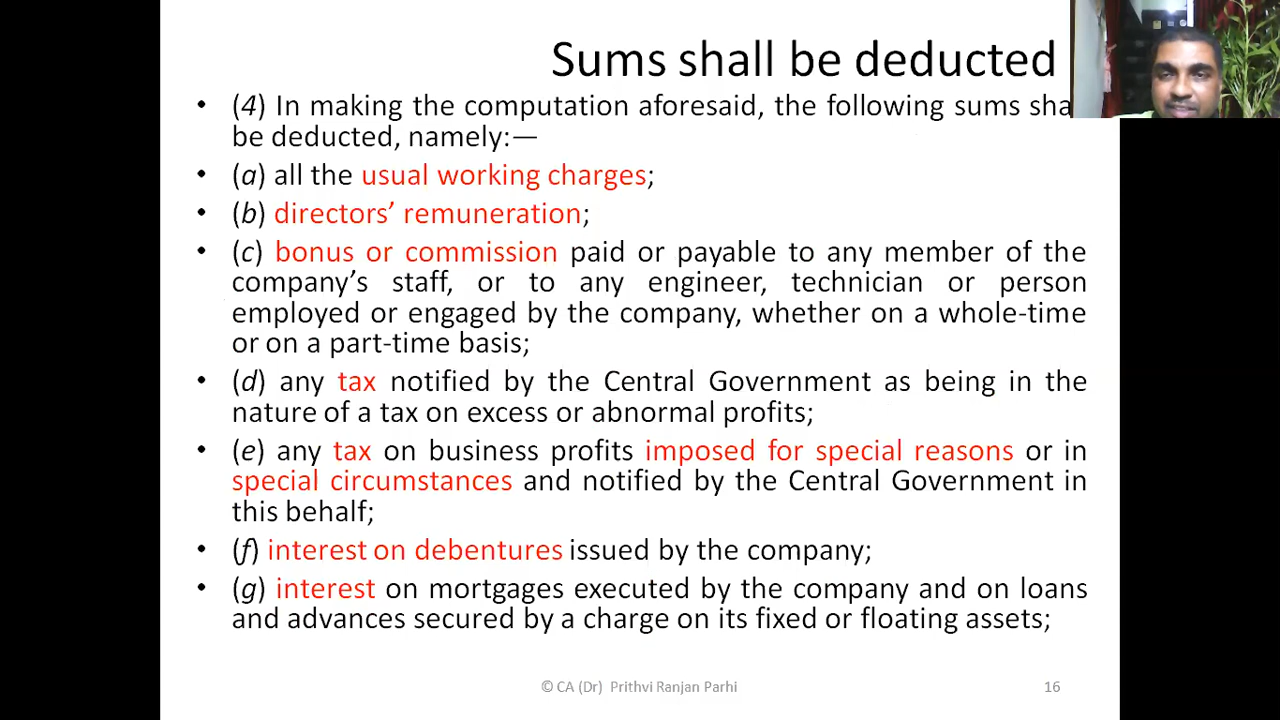 Sums shall be deducted
• (4) In making the computation aforesaid, the following sums sha
be deducted, namely:—
• (a) all the usual working charges;
• (b) directors’ remuneration;
• (c) bonus or commission paid or payable to any member of the
company’s staff, or to any engineer, technician or person
employed or engaged by the company, whether on a whole-time
or on a part-time basis;
• (d) any tax notified by the Central Government as being in the
nature of a tax on excess or abnormal profits;
• (e) any tax on business profits imposed for special reasons or in
special circumstances and notified by the Central Government in
this behalf;
• (f) interest on debentures issued by the company;
• (g) interest on mortgages executed by the company and on loans
and advances secured by a charge on its fixed or floating assets;
© CA (Dr) Prithvi Ranjan Parhi
16